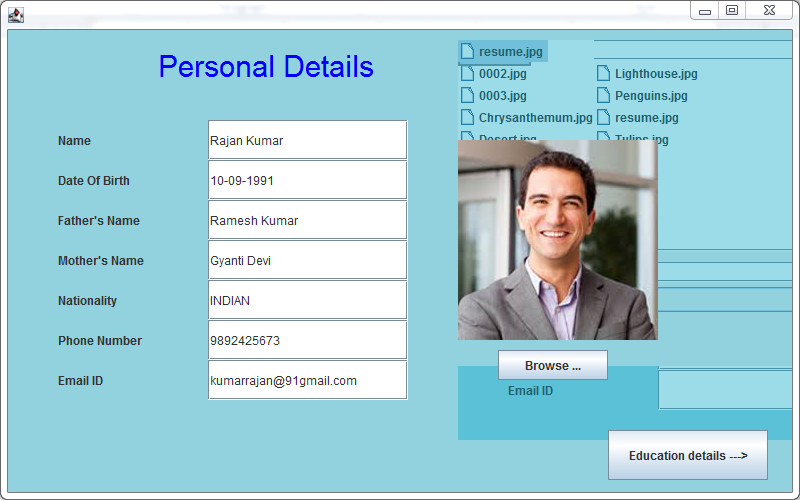 Personal Details
Name Rajan Kumar
Date Of Birth 10-09-1991
Father's Name Ramesh Kumar
Mother's Name Gyanti Devi
Nationality INDIAN
Phone Number 9892425673
Email ID kumarrajan@91gmail.com
resume.jpg
0002.jpg Lighthouse.jpg
0003.jpg Penguins.jpg
Chrysanthemum.jpg resume.jpg
Desert.jpg Tulips.jpg
Browse ...
Email ID
Education details --->